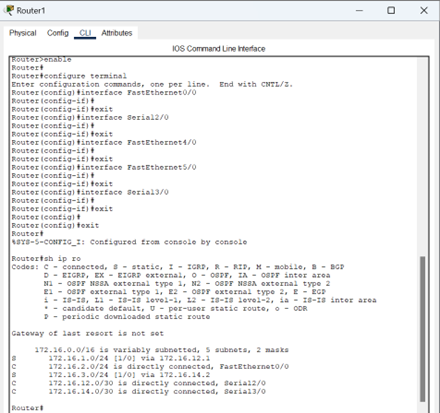 Router1
Physical Config CLI Attributes
IOS Command Line Interface
Router>enable
Router#
Router#configure terminal
Enter configuration commands, one per line. End with CNTL/Z.
Router(config)#interface FastEthernet0/0
Router(config-if)#
Router(config-if)#exit
Router(config)#interface Serial2/0
Router(config-if)#
Router(config-if)#exit
Router(config)#interface FastEthernet4/0
Router(config-if)#
Router(config-if)#exit
Router(config)#interface FastEthernet5/0
Router(config-if)#
Router(config-if)#exit
Router(config)#interface Serial3/0
Router(config-if)#
Router(config-if)#exit
Router(config)#
Router(config)#exit
Router#
%SYS-5-CONFIG_I: Configured from console by console
Router#sh ip ro
Codes: C - connected, S - static, I - IGRP, R - RIP, M - mobile, B - BGP
D - EIGRP, EX - EIGRP external, O - OSPF, IA - OSPF inter area
N1 - OSPF NSSA external type 1, N2 - OSPF NSSA external type 2
E1 - OSPF external type 1, E2 - OSPF external type 2, E - EGP
i - IS-IS, L1 - IS-IS level-1, L2 - IS-IS level-2, ia - IS-IS inter area
* - candidate default, U - per-user static route, o - ODR
P - periodic downloaded static route
Gateway of last resort is not set
172.16.0.0/16 is variably subnetted, 5 subnets, 2 masks
S 172.16.1.0/24 [1/0] via 172.16.12.1
C 172.16.2.0/24 is directly connected, FastEthernet0/0
S 172.16.3.0/24 [1/0] via 172.16.14.2
C 172.16.12.0/30 is directly connected, Serial2/0
C 172.16.14.0/30 is directly connected, Serial3/0
Router#